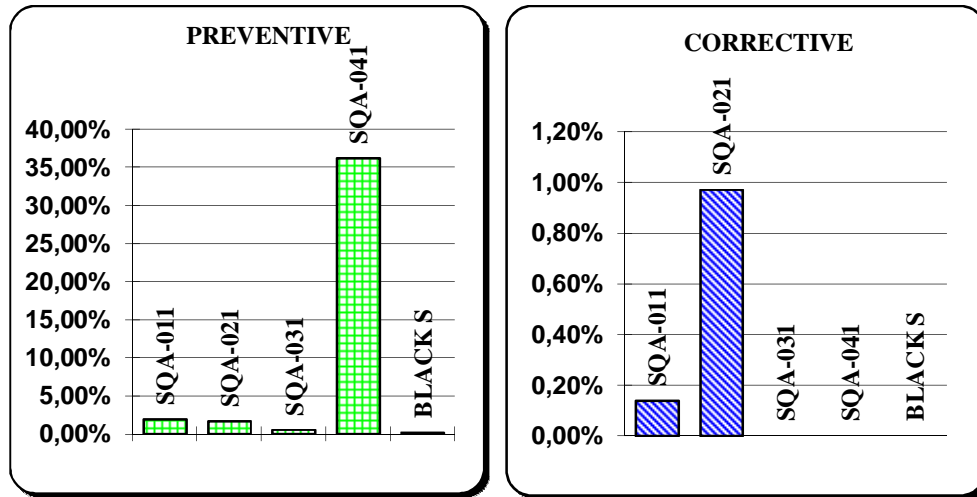 PREVENTIVE
40,00%
35,00%
30,00%
25,00%
20,00%
15,00%
10,00%
5,00%
0,00%
SQA-011
SQA-021
SQA-031
SQA-041
BLACK S
CORRECTIVE
1,20%
1,00%
0,80%
0,60%
0,40%
0,20%
0,00%
SQA-011
SQA-021
SQA-031
SQA-041
BLACK S